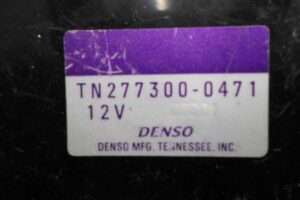 TN277300-0471
12V
DENSO
DENSO MFG. TENNESSEE, INC.